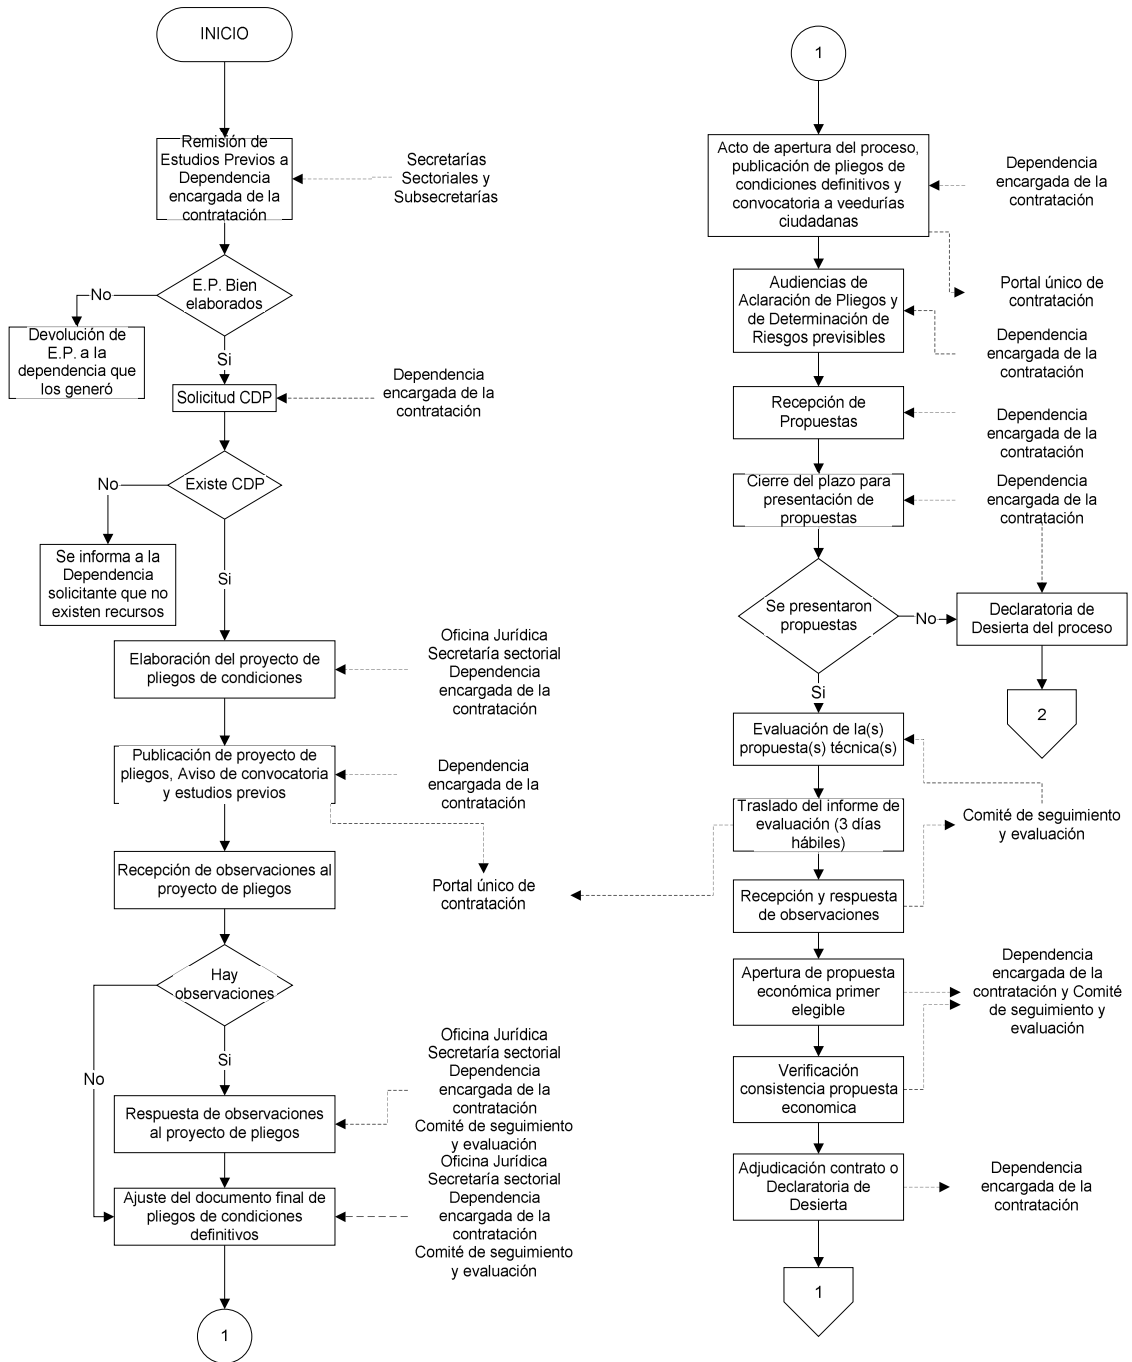 INICIO
Remisión de
Estudios Previos a
Dependencia
encargada de la
contratación
Secretarías
Sectoriales y
Subsecretarías
E.P. Bien
elaborados
No
Devolución de
E.P. a la
dependencia que
los generó
Si
Solicitud CDP
Dependencia
encargada de la
contratación
Existe CDP
No
Se informa a la
Dependencia
solicitante que no
existen recursos
Si
Elaboración del proyecto de
pliegos de condiciones
Oficina Jurídica
Secretaría sectorial
Dependencia
encargada de la
contratación
Publicación de proyecto de
pliegos, Aviso de convocatoria
y estudios previos
Dependencia
encargada de la
contratación
Recepción de observaciones al
proyecto de pliegos
Portal único de
contratación
Hay
observaciones
Si
No
Respuesta de observaciones
al proyecto de pliegos
Oficina Jurídica
Secretaría sectorial
Dependencia
encargada de la
contratación
Comité de seguimiento
y evaluación
Ajuste del documento final de
pliegos de condiciones
definitivos
Oficina Jurídica
Secretaría sectorial
Dependencia
encargada de la
contratación
Comité de seguimiento
y evaluación
1
1
Acto de apertura del proceso,
publicación de pliegos de
condiciones definitivos y
convocatoria a veedurías
ciudadanas
Dependencia
encargada de la
contratación
Portal único de
contratación
Audiencias de
Aclaración de Pliegos y
de Determinación de
Riesgos previsibles
Dependencia
encargada de la
contratación
Recepción de
Propuestas
Dependencia
encargada de la
contratación
Cierre del plazo para
presentación de
propuestas
Dependencia
encargada de la
contratación
Se presentaron
propuestas
No
Declaratoria de
Desierta del proceso
2
Si
Evaluación de la(s)
propuesta(s) técnica(s)
Traslado del informe de
evaluación (3 días
hábiles)
Comité de seguimiento
y evaluación
Recepción y respuesta
de observaciones
Apertura de propuesta
económica primer
elegible
Dependencia
encargada de la
contratación y Comité
de seguimiento y
evaluación
Verificación
consistencia propuesta
economica
Adjudicación contrato o
Declaratoria de
Desierta
Dependencia
encargada de la
contratación
1